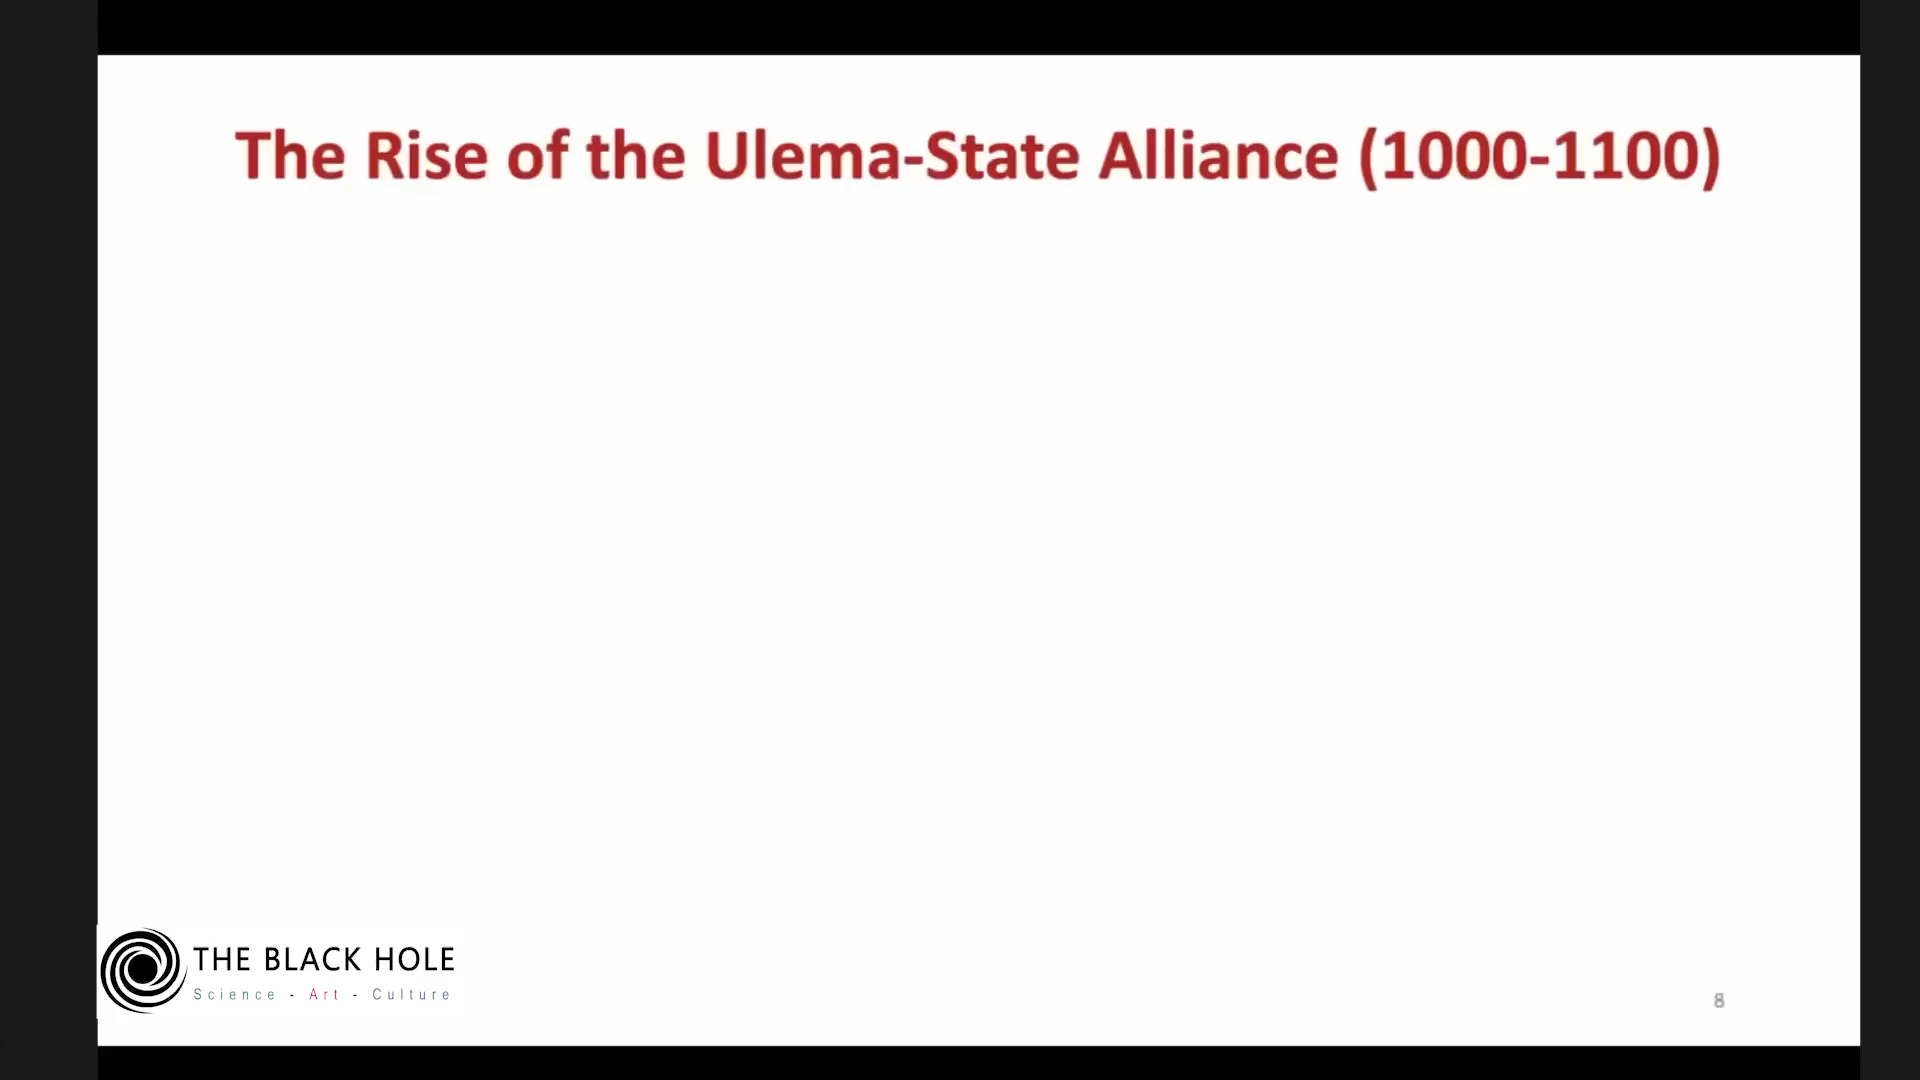 The Rise of the Ulema-State Alliance (1000-1100)
THE BLACK HOLE
Science - Art - Culture
8